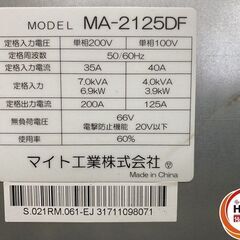 MODEL MA-2125DF
定格入力電圧 単相200V 単相100V
定格周波数 50/60Hz
定格入力電流 35A 40A
定格入力 7.0kVA 4.0kVA
6.9kW 3.9kW
定格出力電流 200A 125A
無負荷電圧 66V
電撃防止機能 20V以下
使用率 60%
マイト工業株式会社
Made in China
S.021RM.061-EJ 31711098071